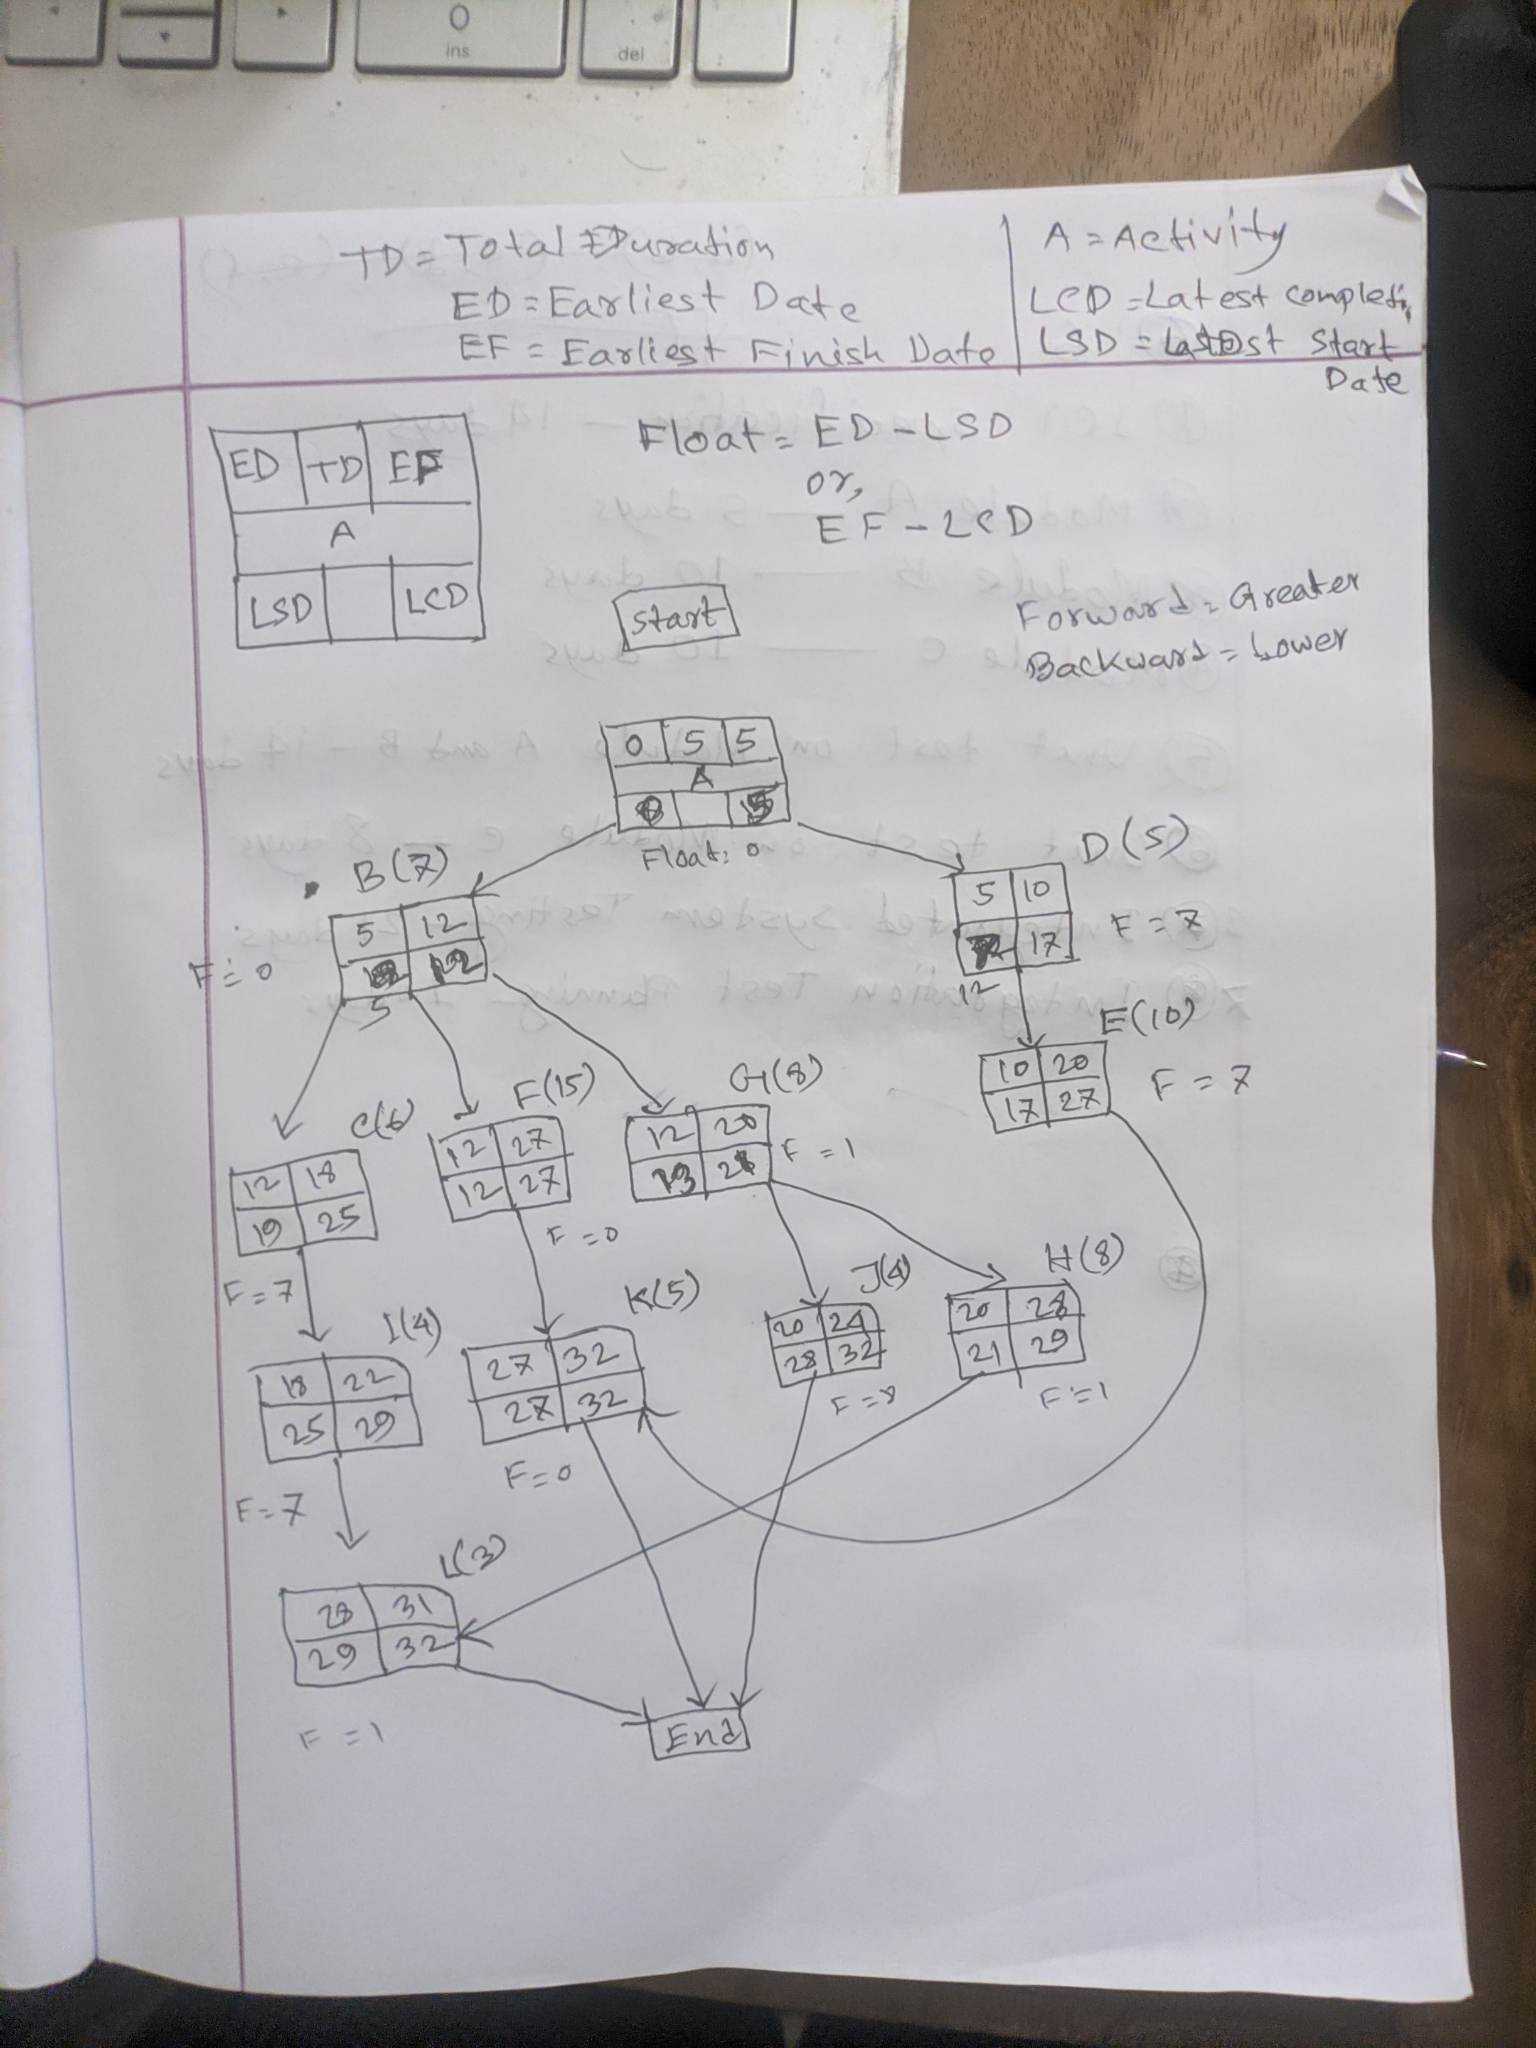 ins
del
TD = Total Duration
ED = Earliest Date
EF = Earliest Finish Date
A = Activity
LCD = Latest completi
LSD = Latest Start
Date
ED TD EF
A
LSD LCD
Float = ED - LSD
or,
EF - LCD
Start
Forward = Greater
Backward = Lower
0 5 5
A
0 5
Float: 0
B(7)
5 12
12
5
F = 0
D(5)
5 10
17
12
F = 7
E(10)
10 20
17 27
F = 7
C(6)
12 18
19 25
F = 7
F(15)
12 27
12 27
F = 0
G(8)
12 20
13 21
F = 1
I(4)
18 22
25 29
F = 7
K(5)
27 32
27 32
F = 0
J(4)
20 24
28 32
F = 8
H(8)
20 28
21 29
F = 1
L(3)
28 31
29 32
F = 1
End